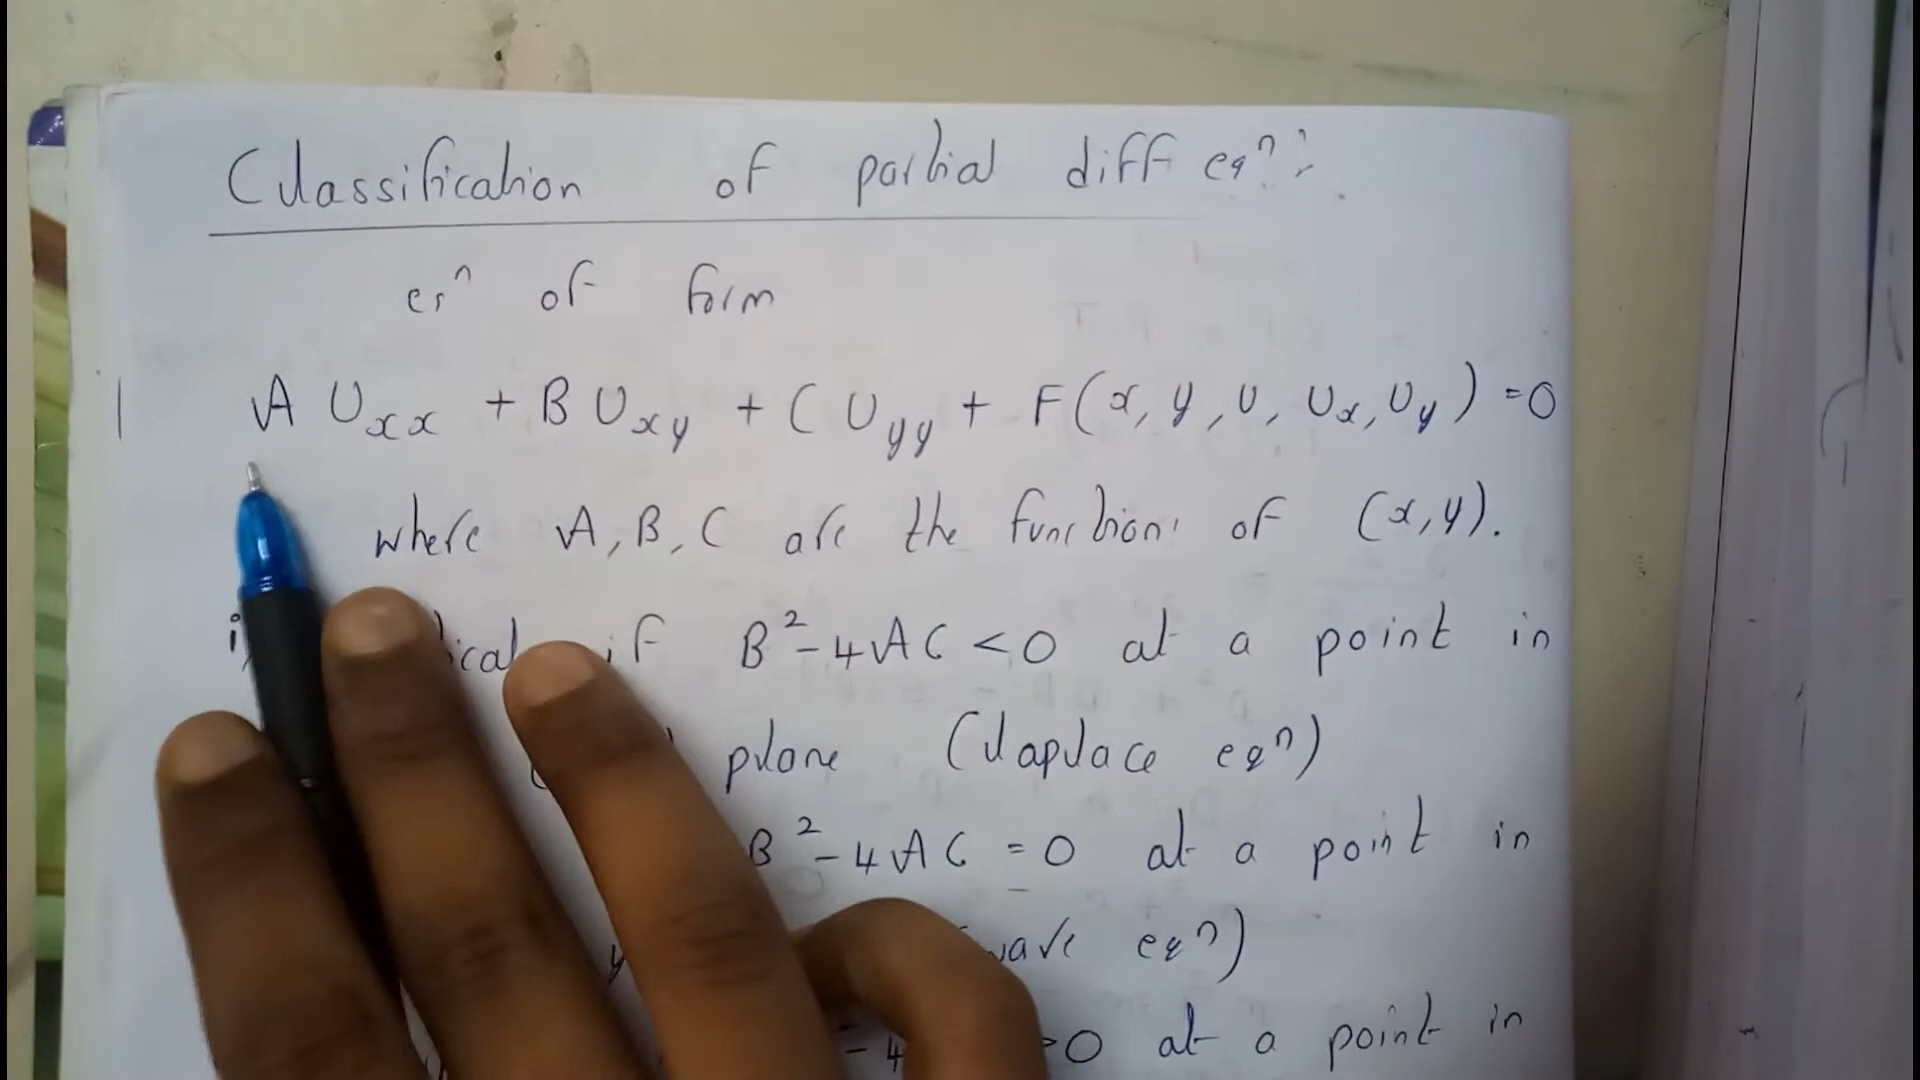 Classification of partial diff eqⁿ:
eqⁿ of form
A Uxx + B Uxy + C Uyy + F(x, y, U, Ux, Uy) = 0
where A, B, C are the functions of (x, y).
i) if B² - 4AC < 0 at a point in
plane (laplace eqⁿ)
B² - 4AC = 0 at a point in
wave eqⁿ)
- 4 >0 at a point in